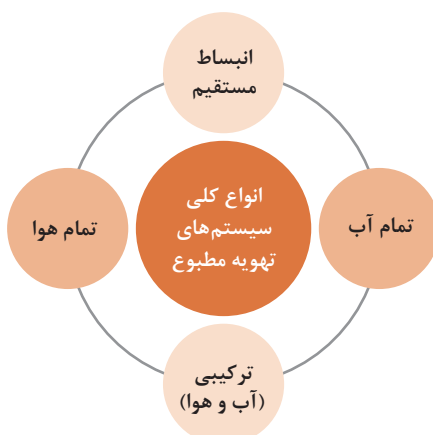 انبساط
مستقیم
انواع کلی
سیستم‌های
تهویه مطبوع
تمام آب
تمام هوا
ترکیبی
(آب و هوا)